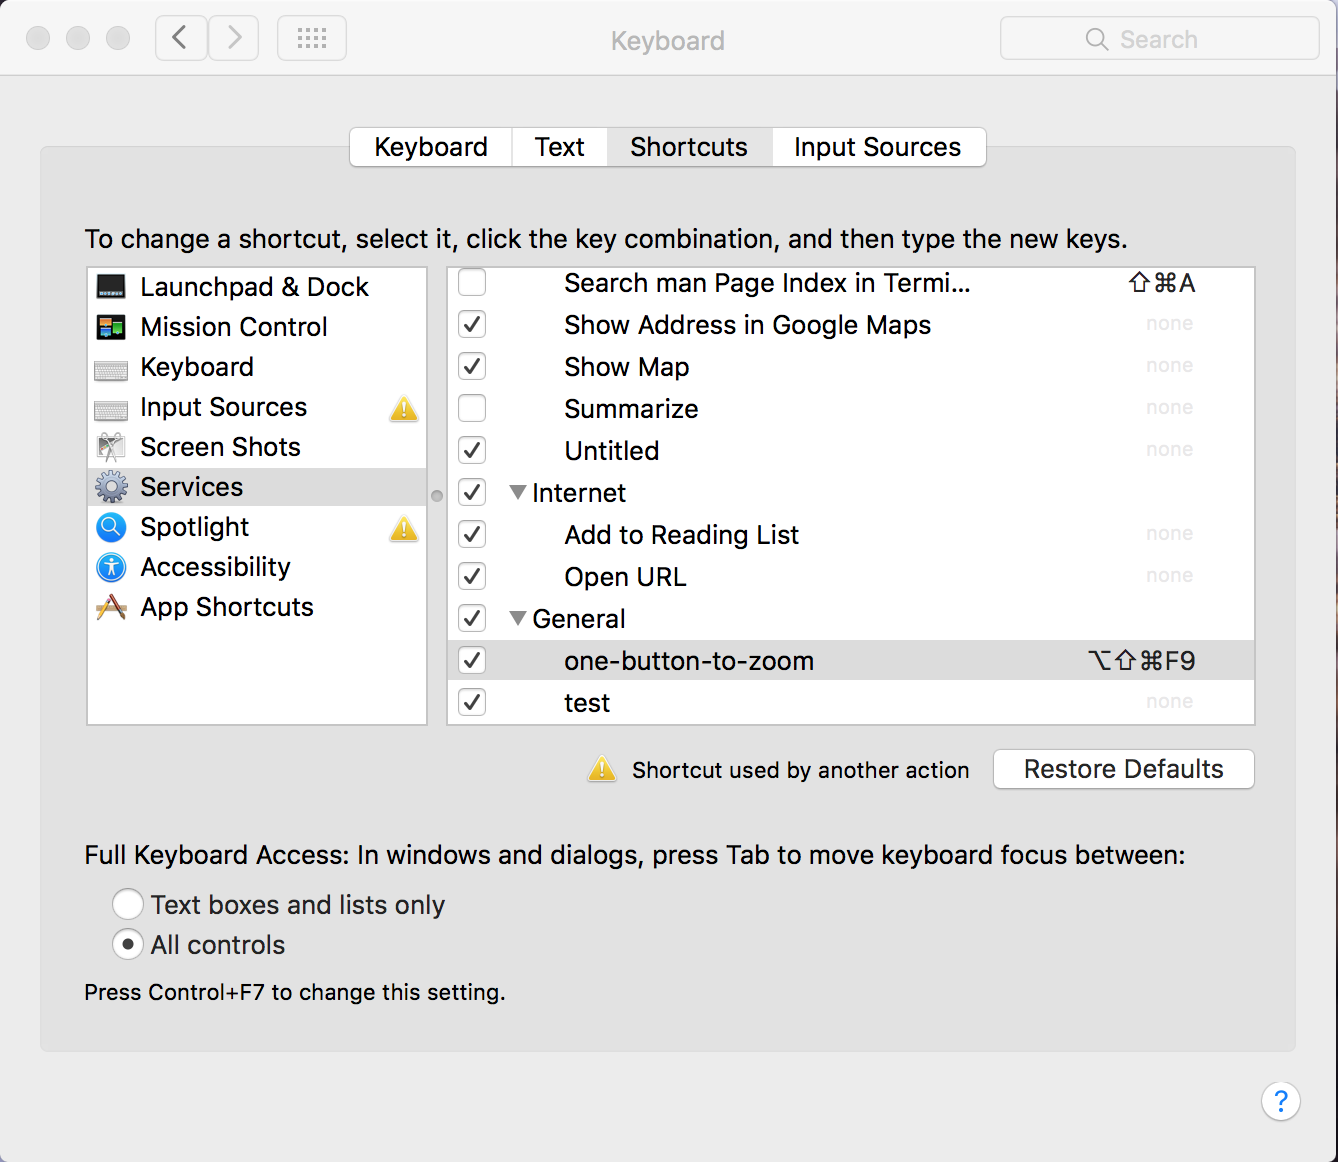 Keyboard
Search
Keyboard Text Shortcuts Input Sources
To change a shortcut, select it, click the key combination, and then type the new keys.
Launchpad & Dock
Mission Control
Keyboard
Input Sources
Screen Shots
Services
Spotlight
Accessibility
App Shortcuts
Search man Page Index in Termi... ⇧⌘A
Show Address in Google Maps none
Show Map none
Summarize none
Untitled none
Internet
Add to Reading List none
Open URL none
General
one-button-to-zoom ⌥⇧⌘F9
test none
Shortcut used by another action
Restore Defaults
Full Keyboard Access: In windows and dialogs, press Tab to move keyboard focus between:
Text boxes and lists only
All controls
Press Control+F7 to change this setting.
?